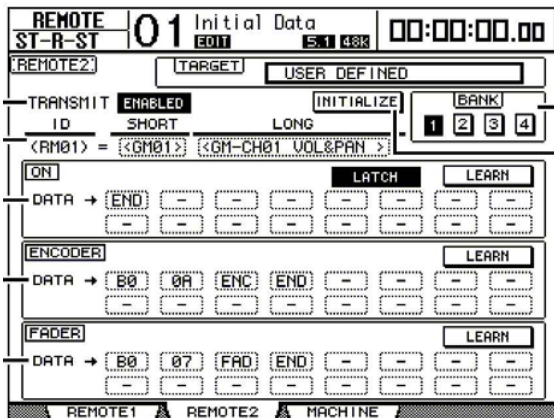 REMOTE
ST-R-ST
01 Initial Data
EDIT 5.1 48k
00:00:00.00
REMOTE2 TARGET USER DEFINED
TRANSMIT ENABLED INITIALIZE BANK
1 2 3 4
ID SHORT LONG
(RM01) = <GM01> <GM-CH01 VOL&PAN >
ON LATCH LEARN
DATA → END - - - - - - -
- - - - - - - -
ENCODER LEARN
DATA → B0 0A ENC END - - - -
- - - - - - - -
FADER LEARN
DATA → B0 07 FAD END - - - -
- - - - - - - -
REMOTE1 REMOTE2 MACHINE